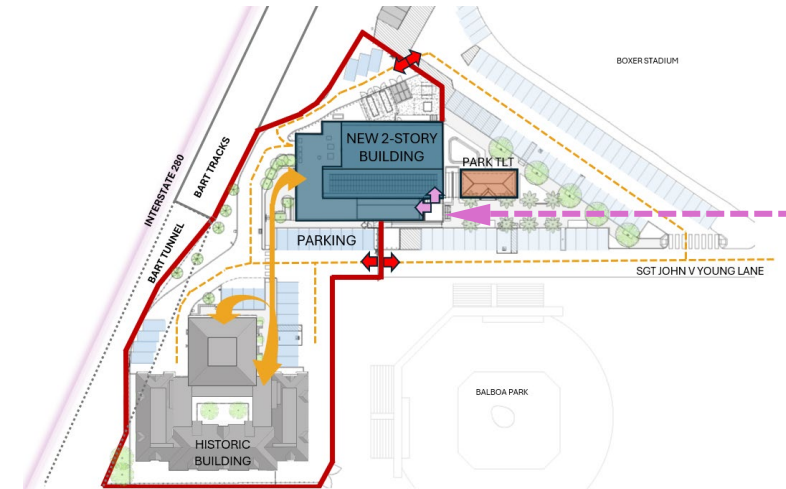 BOXER STADIUM
NEW 2-STORY
BUILDING
PARK TLT
BART TRACKS
INTERSTATE 280
BART TUNNEL
PARKING
SGT JOHN V YOUNG LANE
BALBOA PARK
HISTORIC
BUILDING